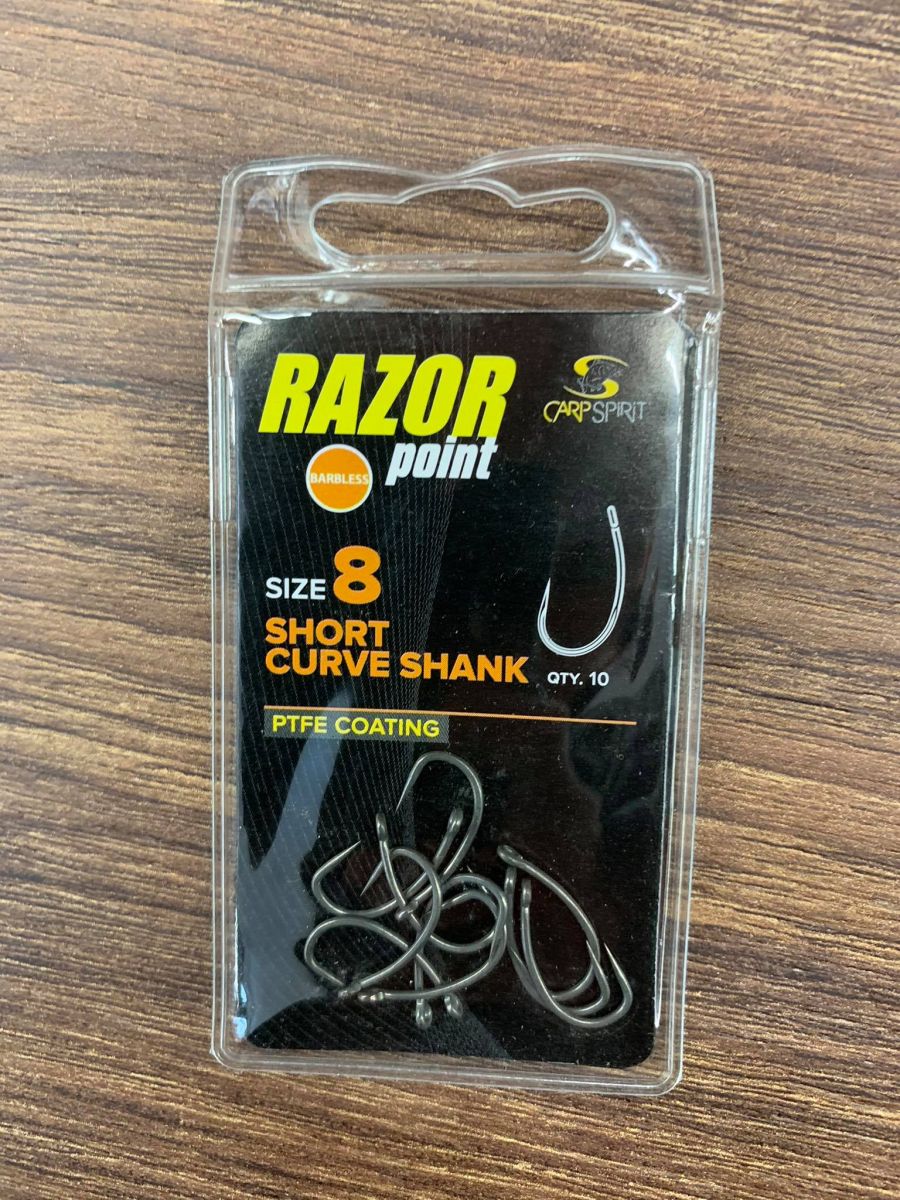 RAZOR
point
CARP SPIRIT
BARBLESS
SIZE 8
SHORT
CURVE SHANK
QTY. 10
PTFE COATING